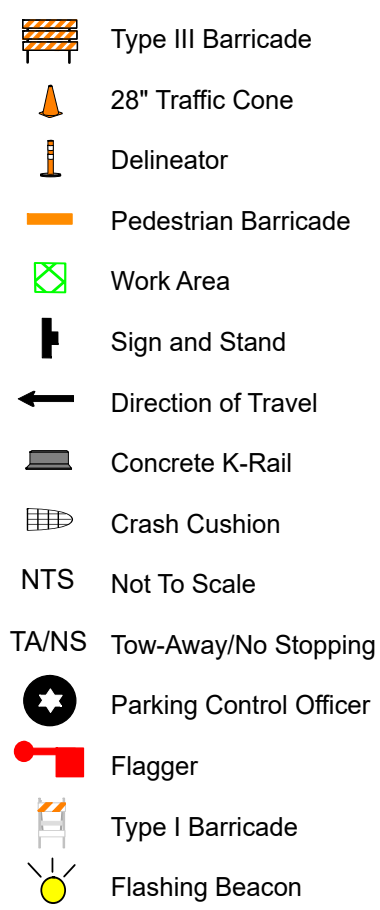 Type III Barricade
28" Traffic Cone
Delineator
Pedestrian Barricade
Work Area
Sign and Stand
Direction of Travel
Concrete K-Rail
Crash Cushion
NTS Not To Scale
TA/NS Tow-Away/No Stopping
Parking Control Officer
Flagger
Type I Barricade
Flashing Beacon